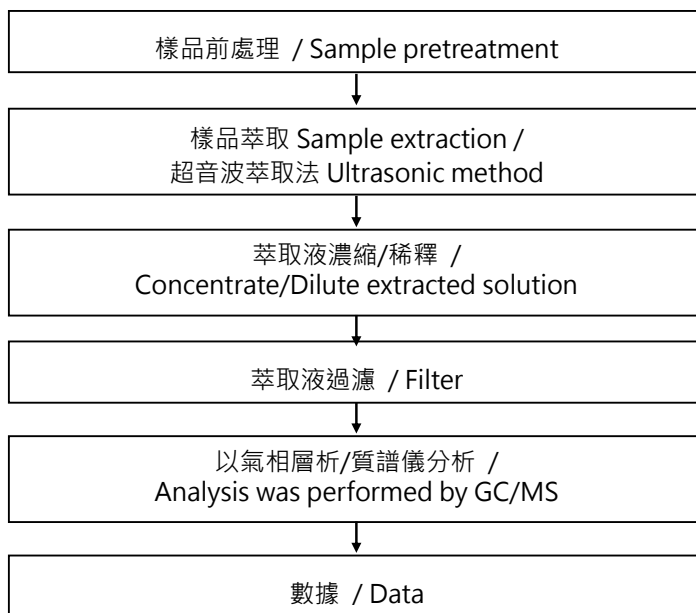 樣品前處理 / Sample pretreatment
樣品萃取 Sample extraction /
超音波萃取法 Ultrasonic method
萃取液濃縮/稀釋 /
Concentrate/Dilute extracted solution
萃取液過濾 / Filter
以氣相層析/質譜儀分析 /
Analysis was performed by GC/MS
數據 / Data